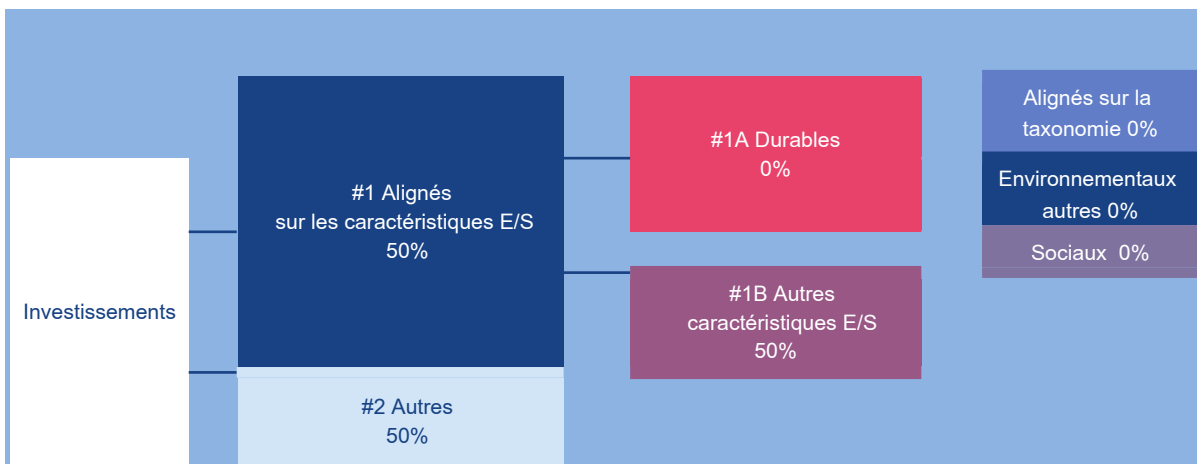 Investissements
#1 Alignés
sur les caractéristiques E/S
50%
#2 Autres
50%
#1A Durables
0%
#1B Autres
caractéristiques E/S
50%
Alignés sur la
taxonomie 0%
Environnementaux
autres 0%
Sociaux 0%